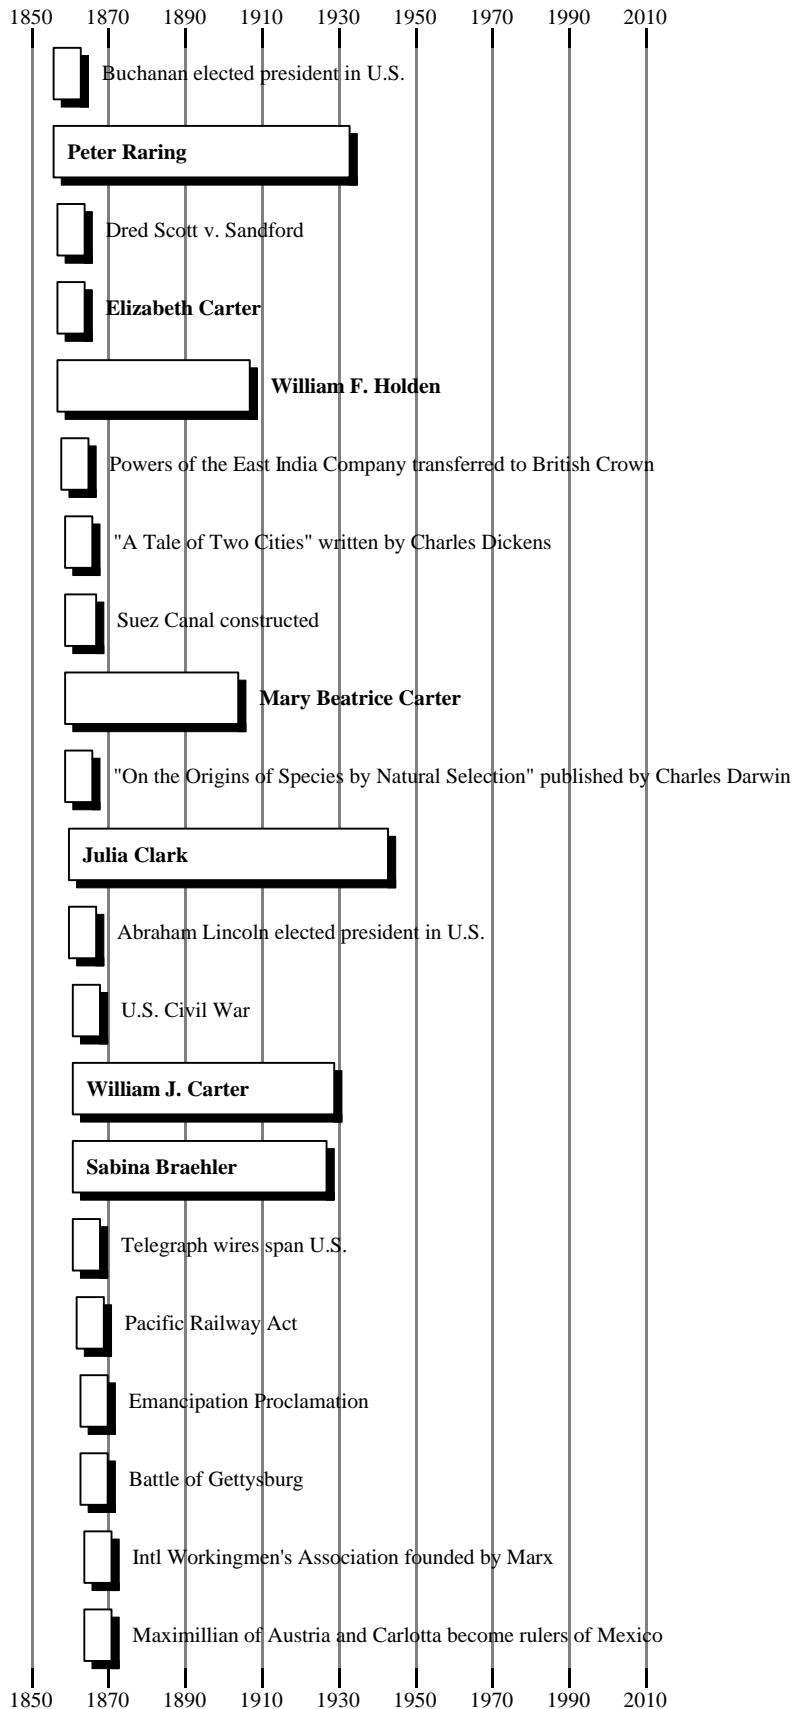 1850 1870 1890 1910 1930 1950 1970 1990 2010
Buchanan elected president in U.S.
Peter Raring
Dred Scott v. Sandford
Elizabeth Carter
William F. Holden
Powers of the East India Company transferred to British Crown
"A Tale of Two Cities" written by Charles Dickens
Suez Canal constructed
Mary Beatrice Carter
"On the Origins of Species by Natural Selection" published by Charles Darwin
Julia Clark
Abraham Lincoln elected president in U.S.
U.S. Civil War
William J. Carter
Sabina Braehler
Telegraph wires span U.S.
Pacific Railway Act
Emancipation Proclamation
Battle of Gettysburg
Intl Workingmen's Association founded by Marx
Maximillian of Austria and Carlotta become rulers of Mexico
1850 1870 1890 1910 1930 1950 1970 1990 2010